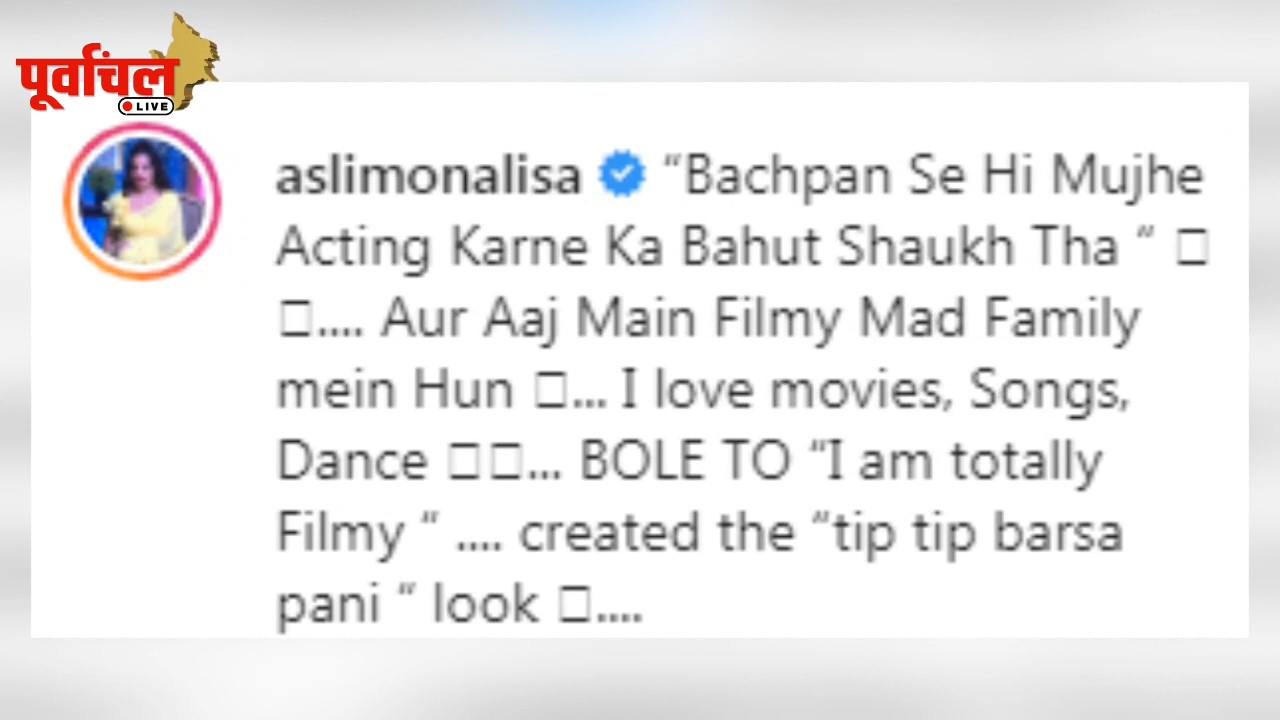 पूर्वांचल
LIVE
aslimonalisa “Bachpan Se Hi Mujhe
Acting Karne Ka Bahut Shaukh Tha “ □
□.... Aur Aaj Main Filmy Mad Family
mein Hun □... I love movies, Songs,
Dance □□... BOLE TO “I am totally
Filmy “ .... created the “tip tip barsa
pani “ look □....